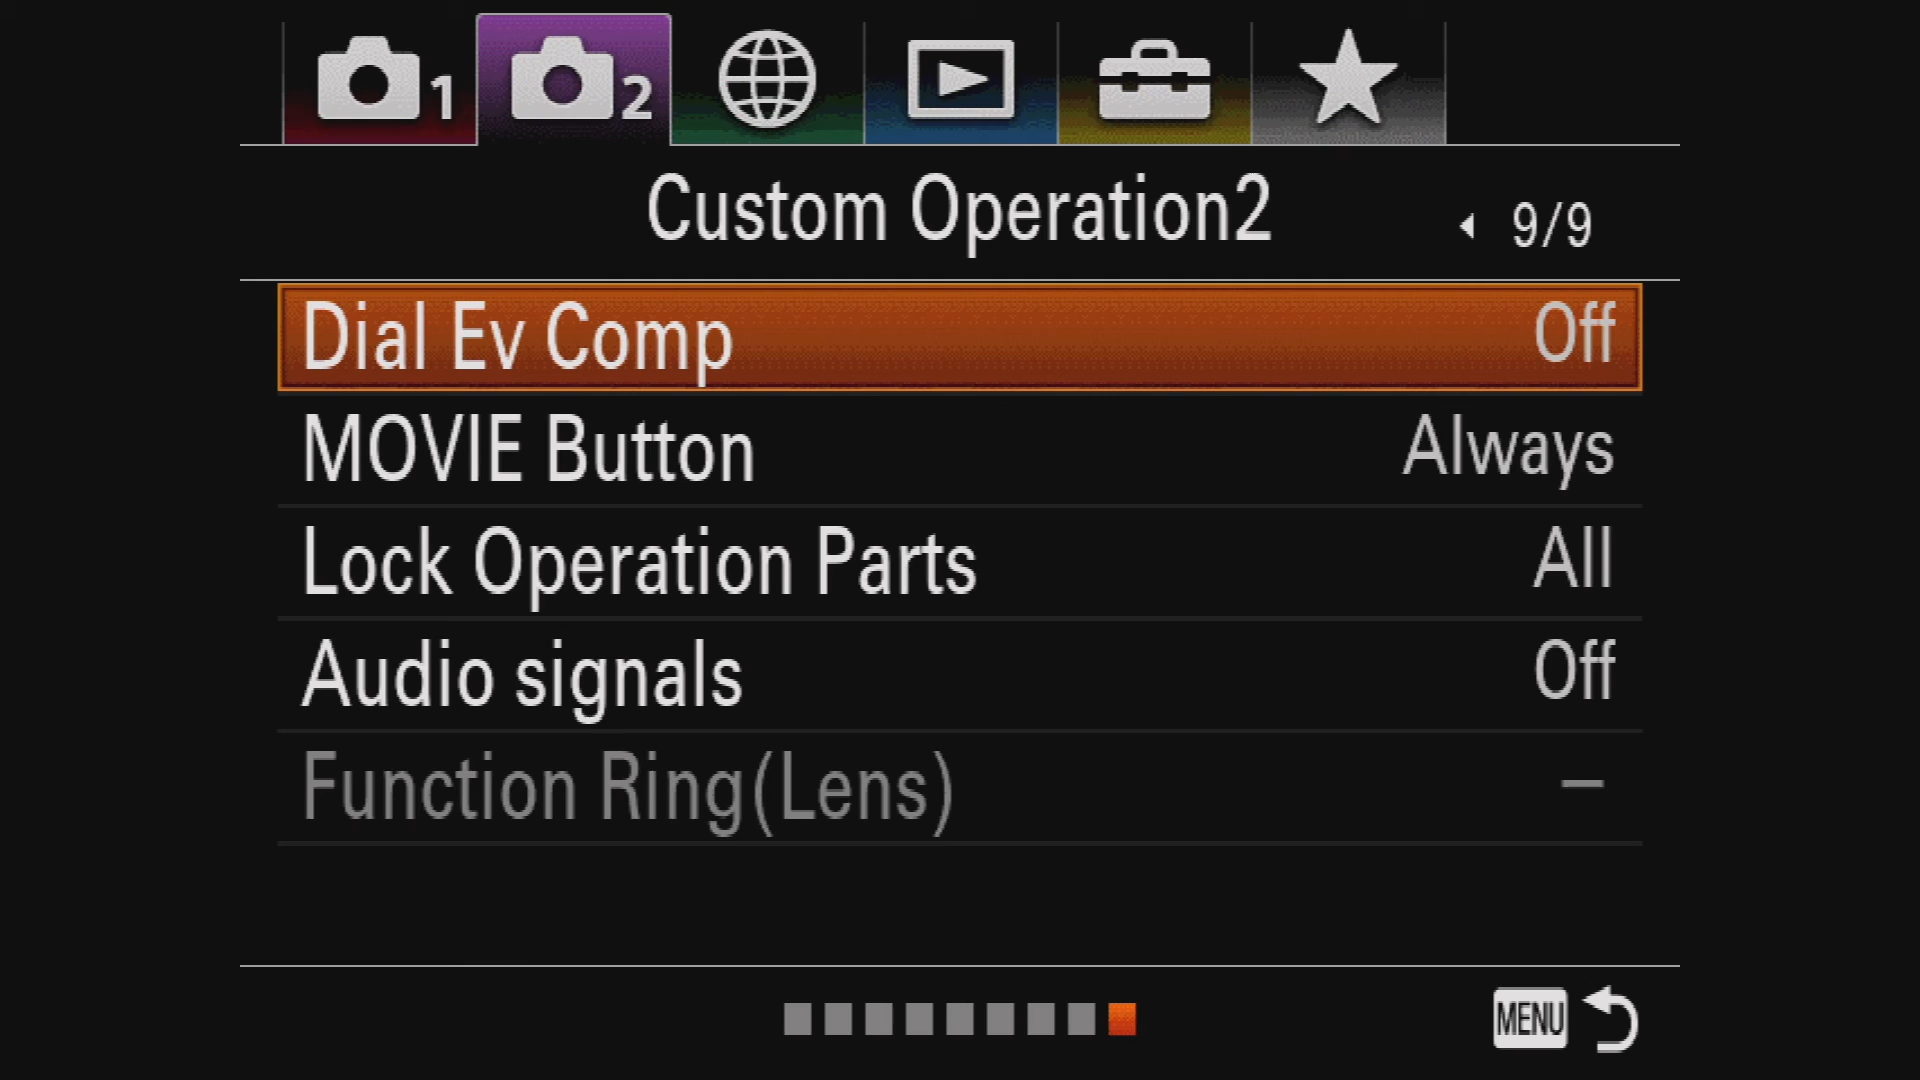 1 2
Custom Operation2 9/9
Dial Ev Comp Off
MOVIE Button Always
Lock Operation Parts All
Audio signals Off
Function Ring(Lens) –
MENU